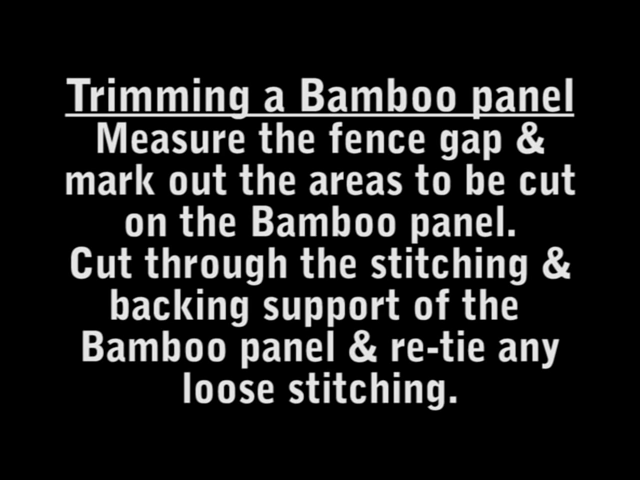 Trimming a Bamboo panel
Measure the fence gap &
mark out the areas to be cut
on the Bamboo panel.
Cut through the stitching &
backing support of the
Bamboo panel & re-tie any
loose stitching.